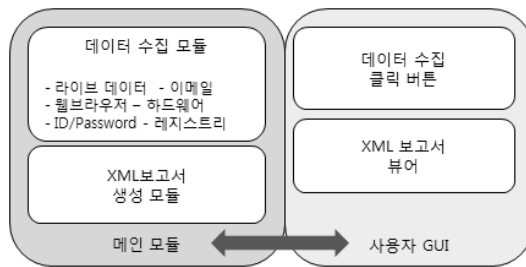 데이터 수집 모듈
- 라이브 데이터 - 이메일
- 웹브라우저 – 하드웨어
- ID/Password - 레지스트리
XML보고서
생성 모듈
메인 모듈
데이터 수집
클릭 버튼
XML 보고서
뷰어
사용자 GUI